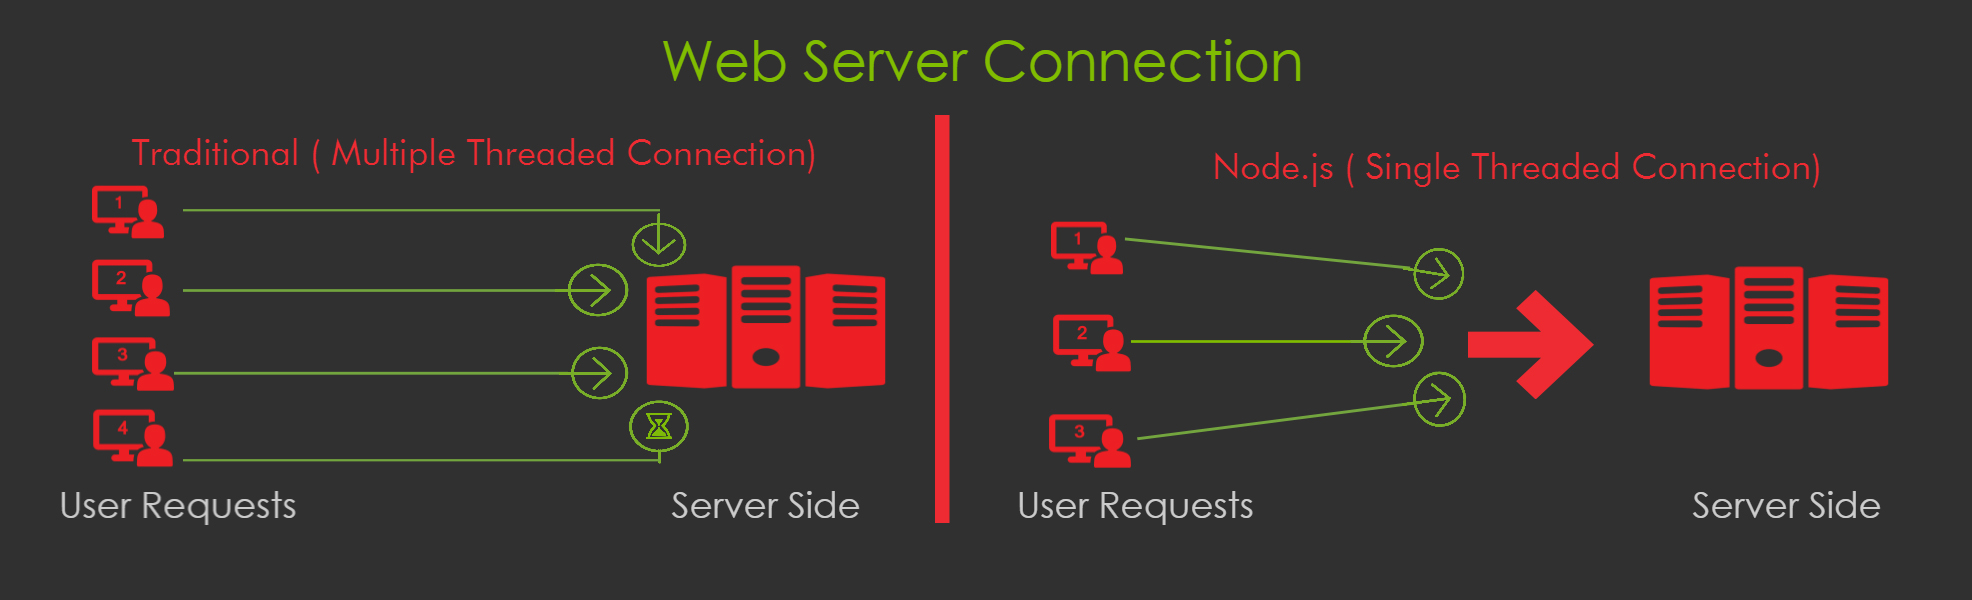 Web Server Connection
Traditional ( Multiple Threaded Connection)
1
2
3
4
User Requests
Server Side
Node.js ( Single Threaded Connection)
1
2
3
User Requests
Server Side